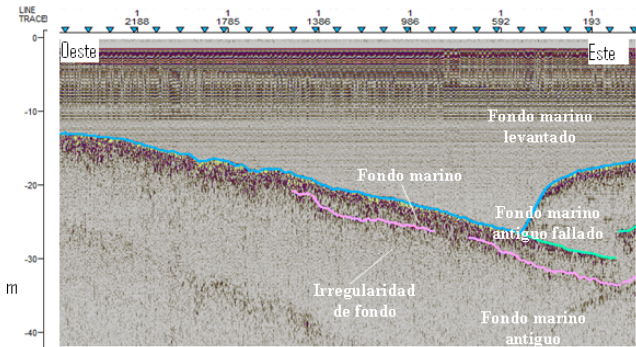 LINE 1 1 1 1 1 1
TRACE 2188 1785 1386 986 592 193
0
Oeste Este
-10
Fondo marino
levantado
-20
Fondo marino
Fondo marino
antiguo fallado
-30
m
Irregularidad
de fondo
Fondo marino
antiguo
-40